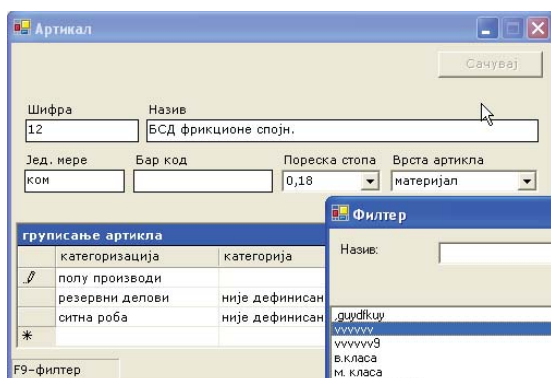 Артикал
Сачувај
Шифра Назив
12 БСД фрикционе спојн.
Јед. мере Бар код Пореска стопа Врста артикла
ком 0,18 материјал
Филтер
груписање артикла
Назив:
категоризација категорија
полу производи
резервни делови није дефинисан
ситна роба није дефинисан
,guydfkuy
vvvvvv
vvvvvv9
в.класа
м. класа
F9-филтер